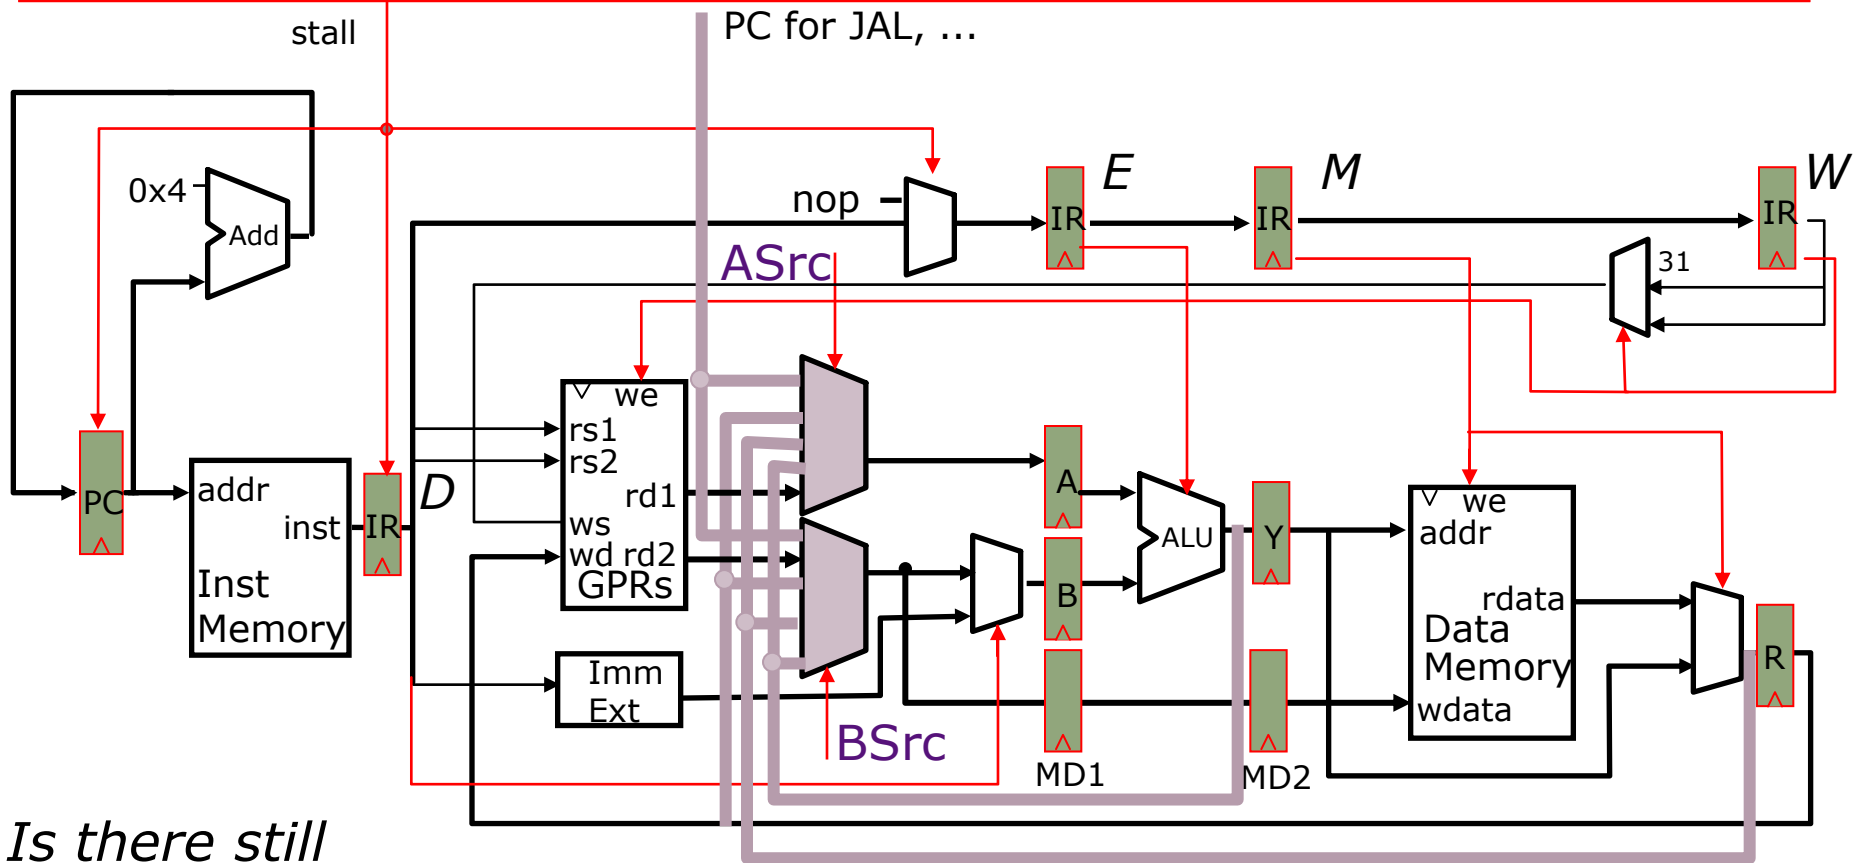 stall
PC for JAL, ...
0x4
Add
nop
E
M
W
IR
IR
IR
ASrc
31
we
rs1
rs2
rd1
ws
wd rd2
GPRs
PC
addr
inst
Inst
Memory
IR
D
A
B
ALU
Y
we
addr
rdata
Data
Memory
wdata
R
Imm
Ext
BSrc
MD1
MD2
Is there still